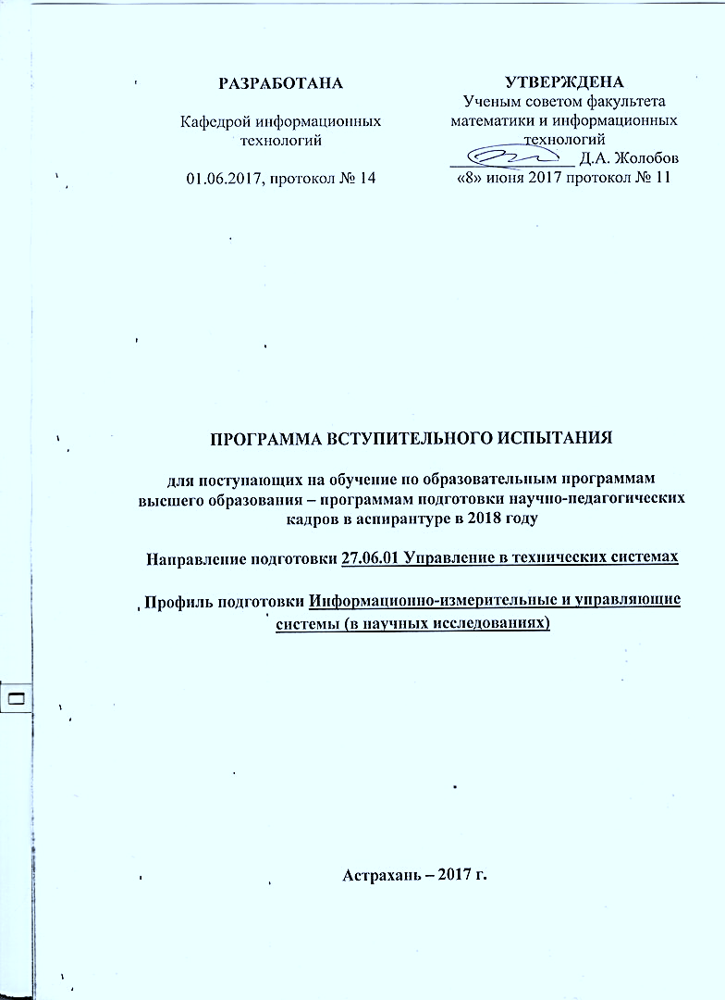 РАЗРАБОТАНА
Кафедрой информационных
технологий
01.06.2017, протокол № 14
УТВЕРЖДЕНА
Ученым советом факультета
математики и информационных
технологий
Д.А. Жолобов
«8» июня 2017 протокол № 11
ПРОГРАММА ВСТУПИТЕЛЬНОГО ИСПЫТАНИЯ
для поступающих на обучение по образовательным программам
высшего образования – программам подготовки научно-педагогических
кадров в аспирантуре в 2018 году
Направление подготовки 27.06.01 Управление в технических системах
Профиль подготовки Информационно-измерительные и управляющие
системы (в научных исследованиях)
Астрахань – 2017 г.